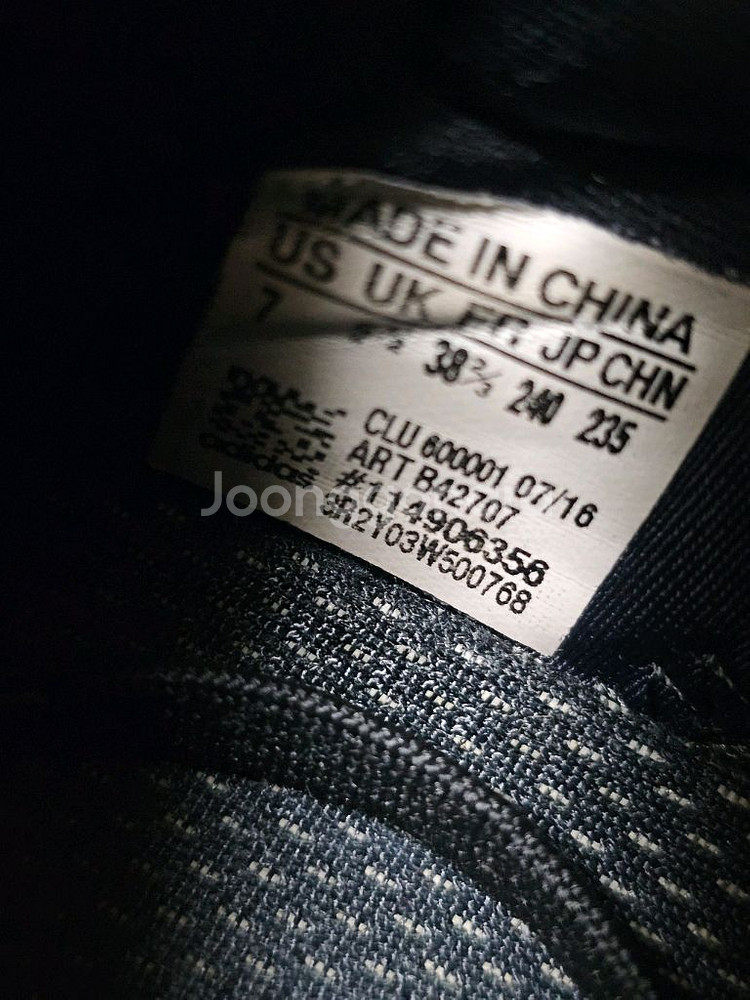 MADE IN CHINA
US UK FR JP CHN
7 38⅔ 240 235
CLU 600001 07/16
ART B42707
#114906356
adidas